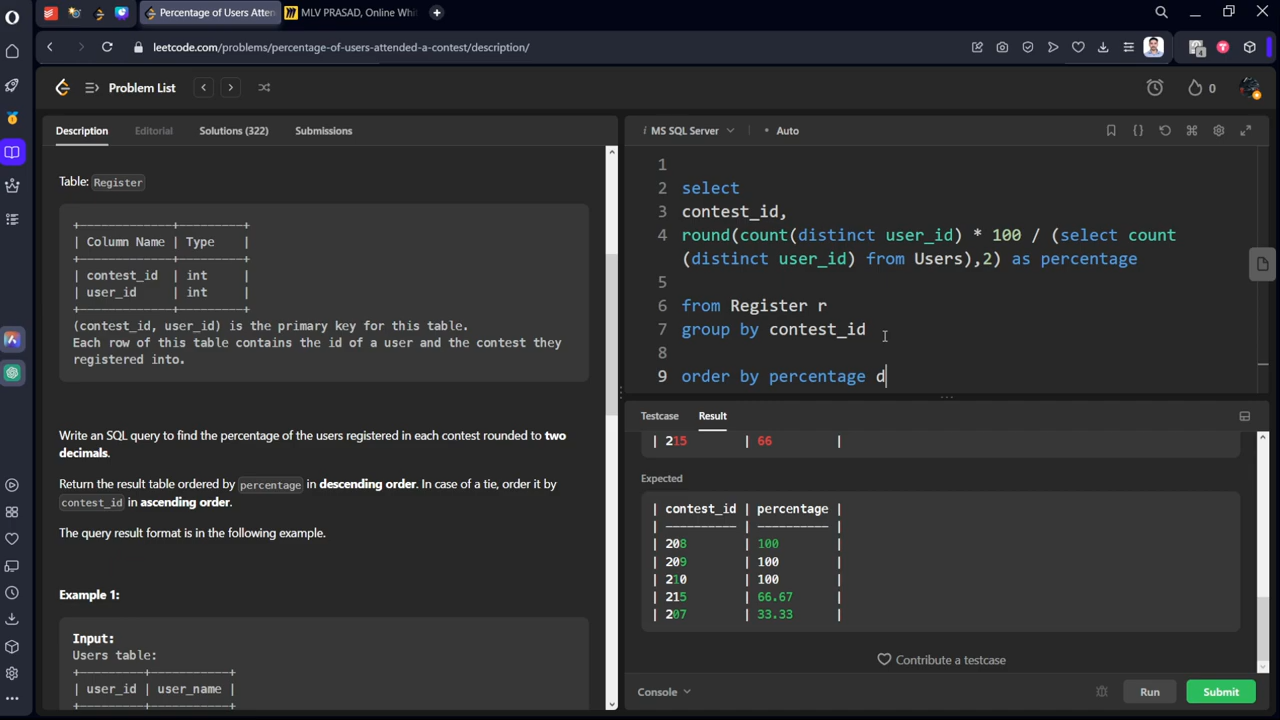 Percentage of Users Atten
MLV PRASAD, Online Whit
leetcode.com/problems/percentage-of-users-attended-a-contest/description/
Problem List
0
Description
Editorial
Solutions (322)
Submissions
Table: Register
+-------------+---------+
| Column Name | Type    |
+-------------+---------+
| contest_id  | int     |
| user_id     | int     |
+-------------+---------+
(contest_id, user_id) is the primary key for this table.
Each row of this table contains the id of a user and the contest they
registered into.
Write an SQL query to find the percentage of the users registered in each contest rounded to two
decimals.
Return the result table ordered by percentage in descending order. In case of a tie, order it by
contest_id in ascending order.
The query result format is in the following example.
Example 1:
Input:
Users table:
+---------+-----------+
| user_id | user_name |
+---------+-----------+
MS SQL Server
Auto
1
2 select
3 contest_id,
4 round(count(distinct user_id) * 100 / (select count
(distinct user_id) from Users),2) as percentage
5
6 from Register r
7 group by contest_id
8
9 order by percentage d
Testcase
Result
| 215 | 66 |
Expected
| contest_id | percentage |
| ---------- | ---------- |
| 208 | 100 |
| 209 | 100 |
| 210 | 100 |
| 215 | 66.67 |
| 207 | 33.33 |
Contribute a testcase
Console
Run
Submit